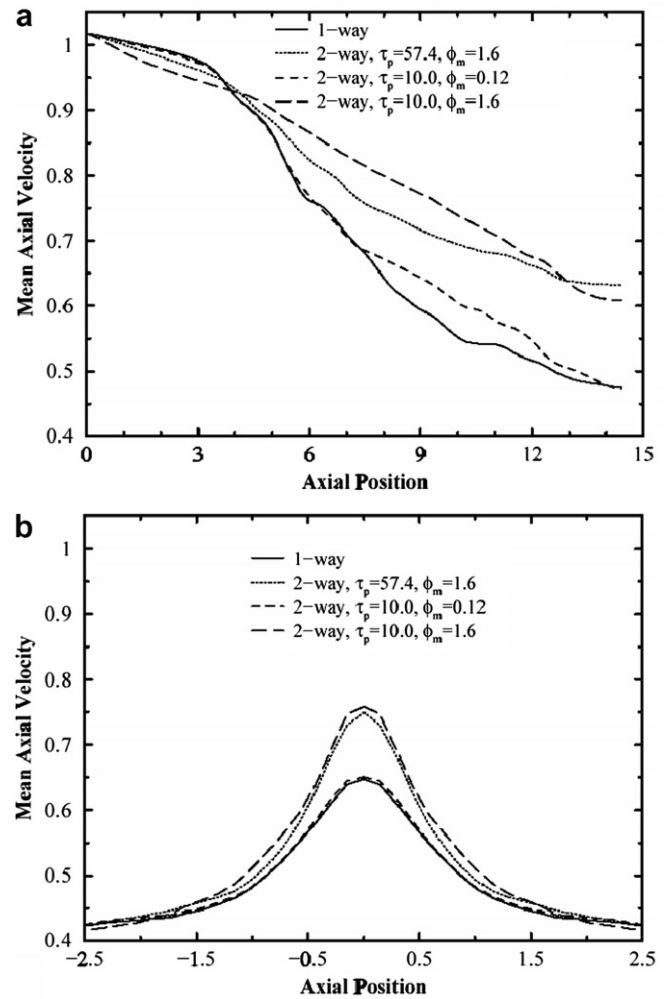 a
1
0.9
0.8
0.7
0.6
0.5
0.4
Mean Axial Velocity
1−way
2−way, τp=57.4, ϕm=1.6
2−way, τp=10.0, ϕm=0.12
2−way, τp=10.0, ϕm=1.6
0 3 6 9 12 15
Axial Position
b
1
0.9
0.8
0.7
0.6
0.5
0.4
Mean Axial Velocity
1−way
2−way, τp=57.4, ϕm=1.6
2−way, τp=10.0, ϕm=0.12
2−way, τp=10.0, ϕm=1.6
−2.5 −1.5 −0.5 0.5 1.5 2.5
Axial Position